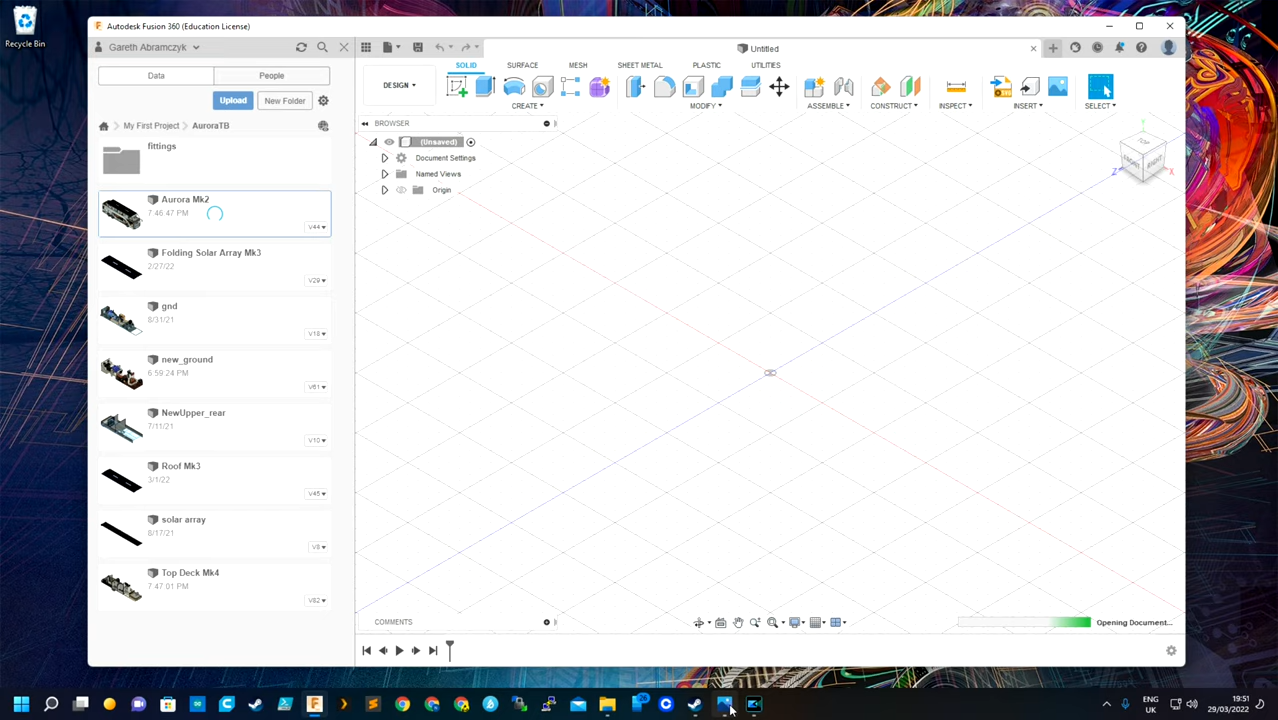 Recycle Bin
Autodesk Fusion 360 (Education License)
Gareth Abramczyk
Untitled
Data
People
Upload
New Folder
My First Project
AuroraTB
fittings
Aurora Mk2
7 46:47 PM
V44
Folding Solar Array Mk3
2/27/22
V29
gnd
8/31/21
V18
new_ground
6 59 24 PM
V61
NewUpper_rear
7/11/21
V10
Roof Mk3
3/1/22
V45
solar array
8/17/21
V8
Top Deck Mk4
7 47 01 PM
V82
SOLID
SURFACE
MESH
SHEET METAL
PLASTIC
UTILITIES
DESIGN
CREATE
MODIFY
ASSEMBLE
CONSTRUCT
INSPECT
INSERT
SELECT
BROWSER
(Unsaved)
Document Settings
Named Views
Origin
Y
TOP
FRONT
RIGHT
Z
X
COMMENTS
Opening Document...
ENG
UK
19:51
29/03/2022